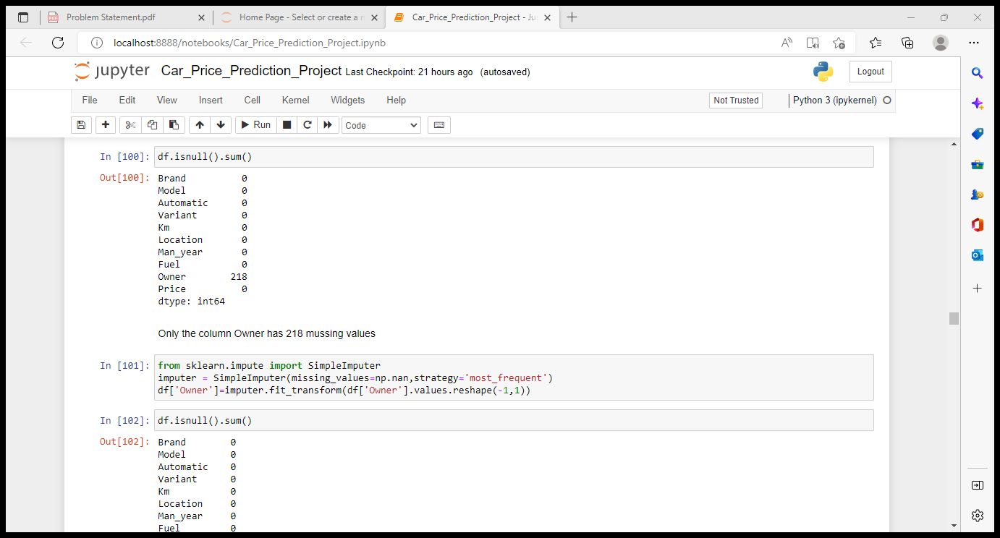 Problem Statement.pdf
Home Page - Select or create a n
Car_Price_Prediction_Project - Ju
localhost:8888/notebooks/Car_Price_Prediction_Project.ipynb
jupyter Car_Price_Prediction_Project Last Checkpoint: 21 hours ago (autosaved)
Logout
File Edit View Insert Cell Kernel Widgets Help
Not Trusted
Python 3 (ipykernel)
Run
Code
In [100]: df.isnull().sum()
Out[100]: Brand 0
Model 0
Automatic 0
Variant 0
Km 0
Location 0
Man_year 0
Fuel 0
Owner 218
Price 0
dtype: int64
Only the column Owner has 218 mussing values
In [101]: from sklearn.impute import SimpleImputer
imputer = SimpleImputer(missing_values=np.nan,strategy='most_frequent')
df['Owner']=imputer.fit_transform(df['Owner'].values.reshape(-1,1))
In [102]: df.isnull().sum()
Out[102]: Brand 0
Model 0
Automatic 0
Variant 0
Km 0
Location 0
Man_year 0
Fuel 0